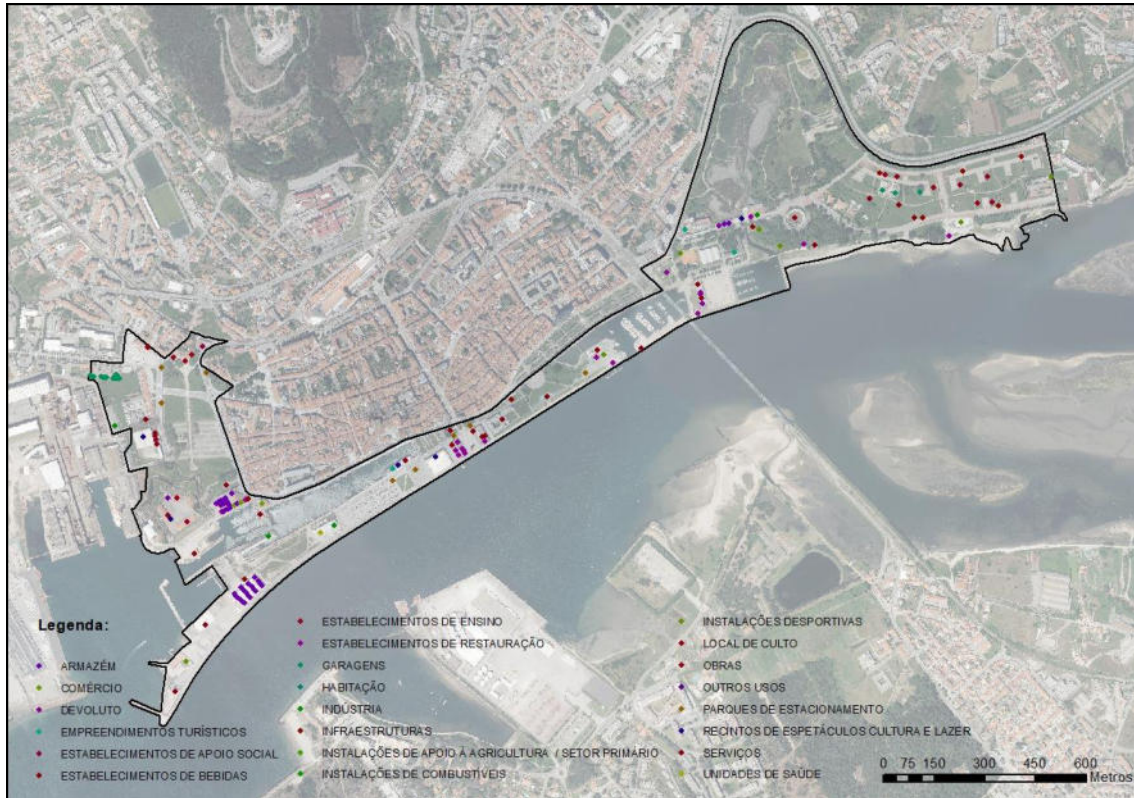 Legenda:
ARMAZÉM
COMÉRCIO
DEVOLUTO
EMPREENDIMENTOS TURÍSTICOS
ESTABELECIMENTOS DE APOIO SOCIAL
ESTABELECIMENTOS DE BEBIDAS
ESTABELECIMENTOS DE ENSINO
ESTABELECIMENTOS DE RESTAURAÇÃO
GARAGENS
HABITAÇÃO
INDÚSTRIA
INFRAESTRUTURAS
INSTALAÇÕES DE APOIO À AGRICULTURA / SETOR PRIMÁRIO
INSTALAÇÕES DE COMBUSTÍVEIS
INSTALAÇÕES DESPORTIVAS
LOCAL DE CULTO
OBRAS
OUTROS USOS
PARQUES DE ESTACIONAMENTO
RECINTOS DE ESPETÁCULOS CULTURA E LAZER
SERVIÇOS
UNIDADES DE SAÚDE
0 75 150 300 450 600
Metros